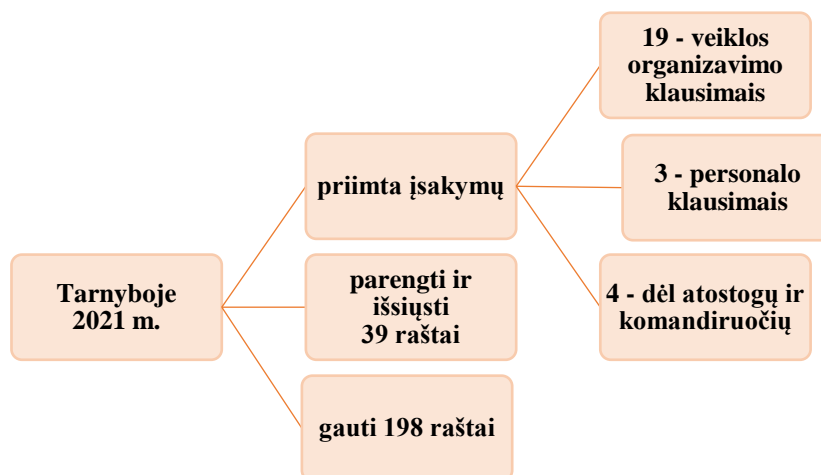 Tarnyboje
2021 m.
priimta įsakymų
19 - veiklos
organizavimo
klausimais
3 - personalo
klausimais
4 - dėl atostogų ir
komandiruočių
parengti ir
išsiųsti
39 raštai
gauti 198 raštai